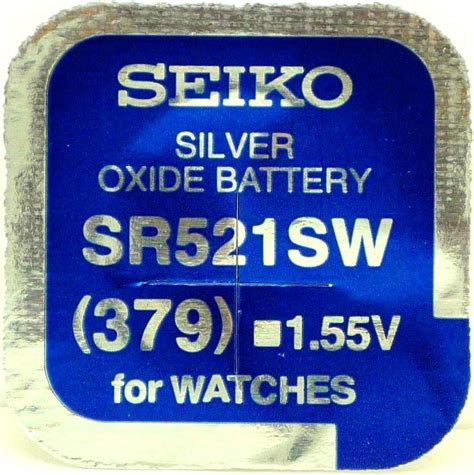 SEIKO
SILVER
OXIDE BATTERY
SR521SW
(379) ■1.55V
for WATCHES